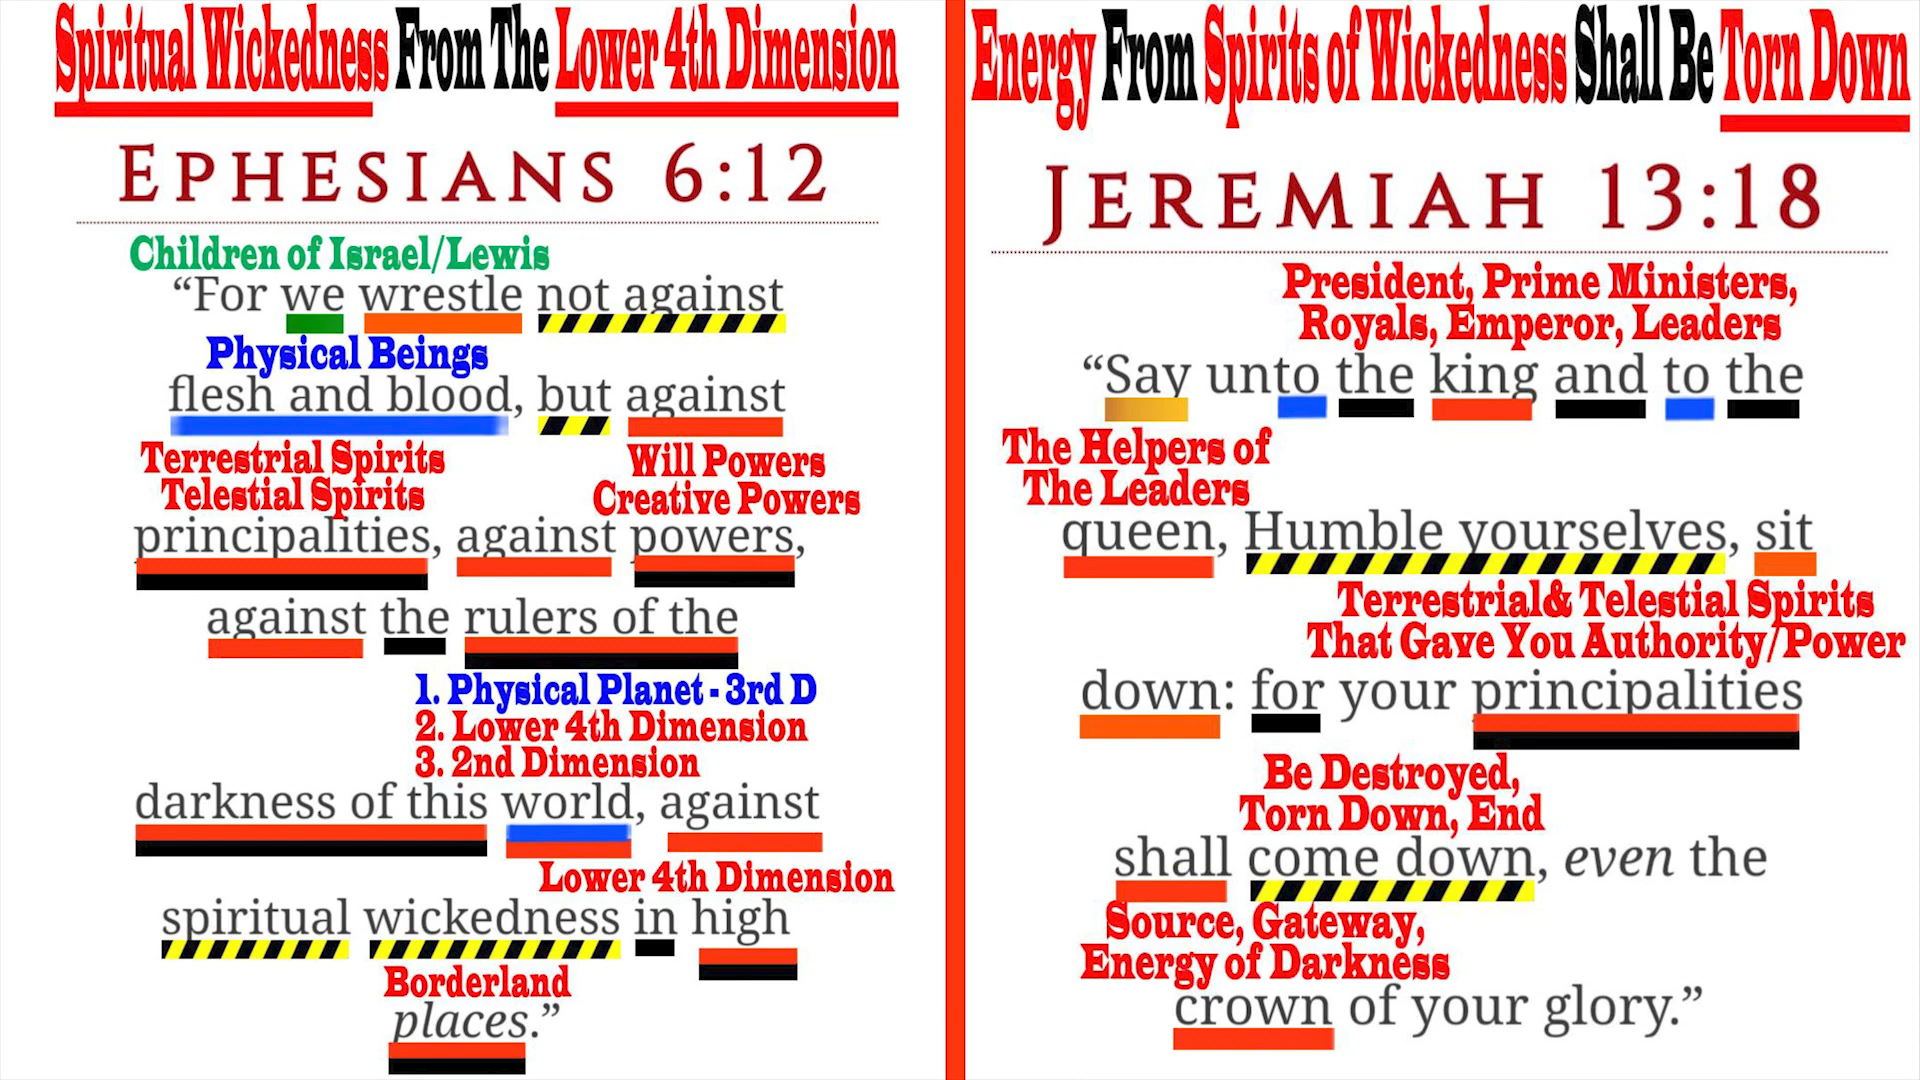 Spiritual Wickedness From The Lower 4th Dimension
EPHESIANS 6:12
Children of Israel/Lewis
“For we wrestle not against
Physical Beings
flesh and blood, but against
Terrestrial Spirits
Telestial Spirits
Will Powers
Creative Powers
principalities, against powers,
against the rulers of the
1. Physical Planet - 3rd D
2. Lower 4th Dimension
3. 2nd Dimension
darkness of this world, against
Lower 4th Dimension
spiritual wickedness in high
Borderland
places.”
Energy From Spirits of Wickedness Shall Be Torn Down
JEREMIAH 13:18
President, Prime Ministers,
Royals, Emperor, Leaders
“Say unto the king and to the
The Helpers of
The Leaders
queen, Humble yourselves, sit
Terrestrial& Telestial Spirits
That Gave You Authority/Power
down: for your principalities
Be Destroyed,
Torn Down, End
shall come down, even the
Source, Gateway,
Energy of Darkness
crown of your glory.”